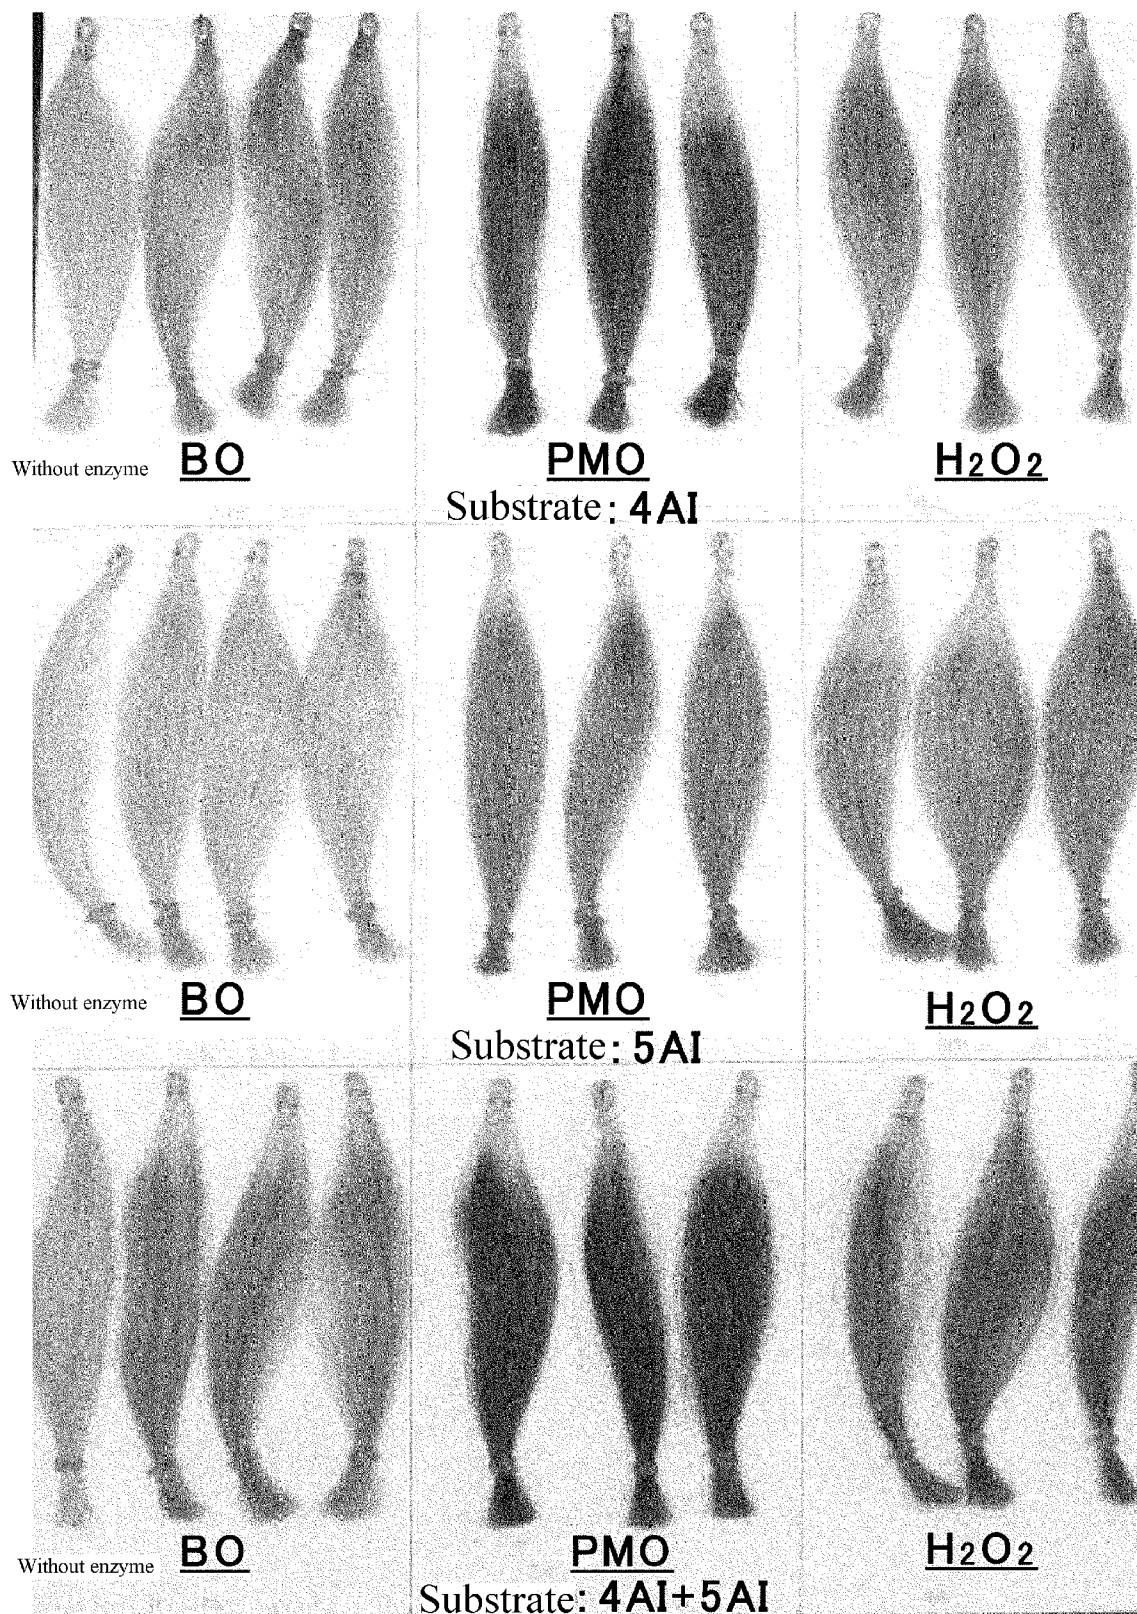 Without enzyme BO PMO H2O2
Substrate: 4AI
Without enzyme BO PMO H2O2
Substrate: 5AI
Without enzyme BO PMO H2O2
Substrate: 4AI+5AI